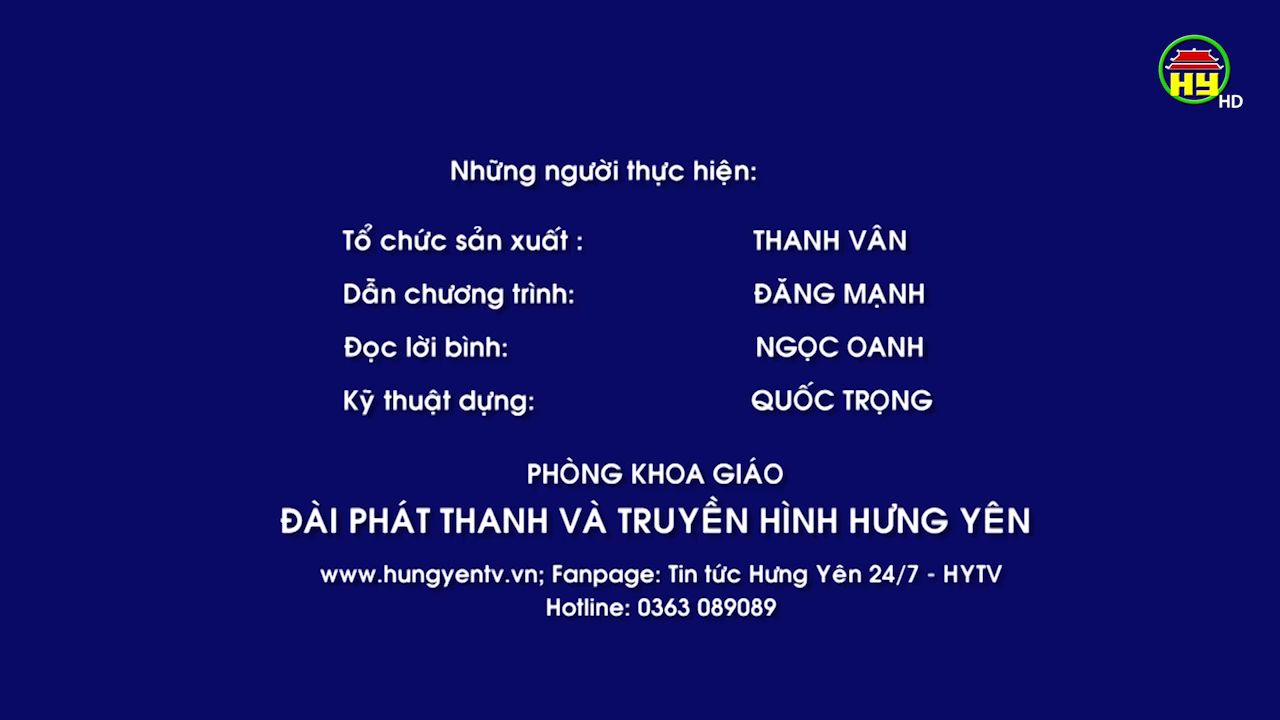 HY
HD
Những người thực hiện:
Tổ chức sản xuất : THANH VÂN
Dẫn chương trình: ĐĂNG MẠNH
Đọc lời bình: NGỌC OANH
Kỹ thuật dựng: QUỐC TRỌNG
PHÒNG KHOA GIÁO
ĐÀI PHÁT THANH VÀ TRUYỀN HÌNH HƯNG YÊN
www.hungyentv.vn; Fanpage: Tin tức Hưng Yên 24/7 - HYTV
Hotline: 0363 089089